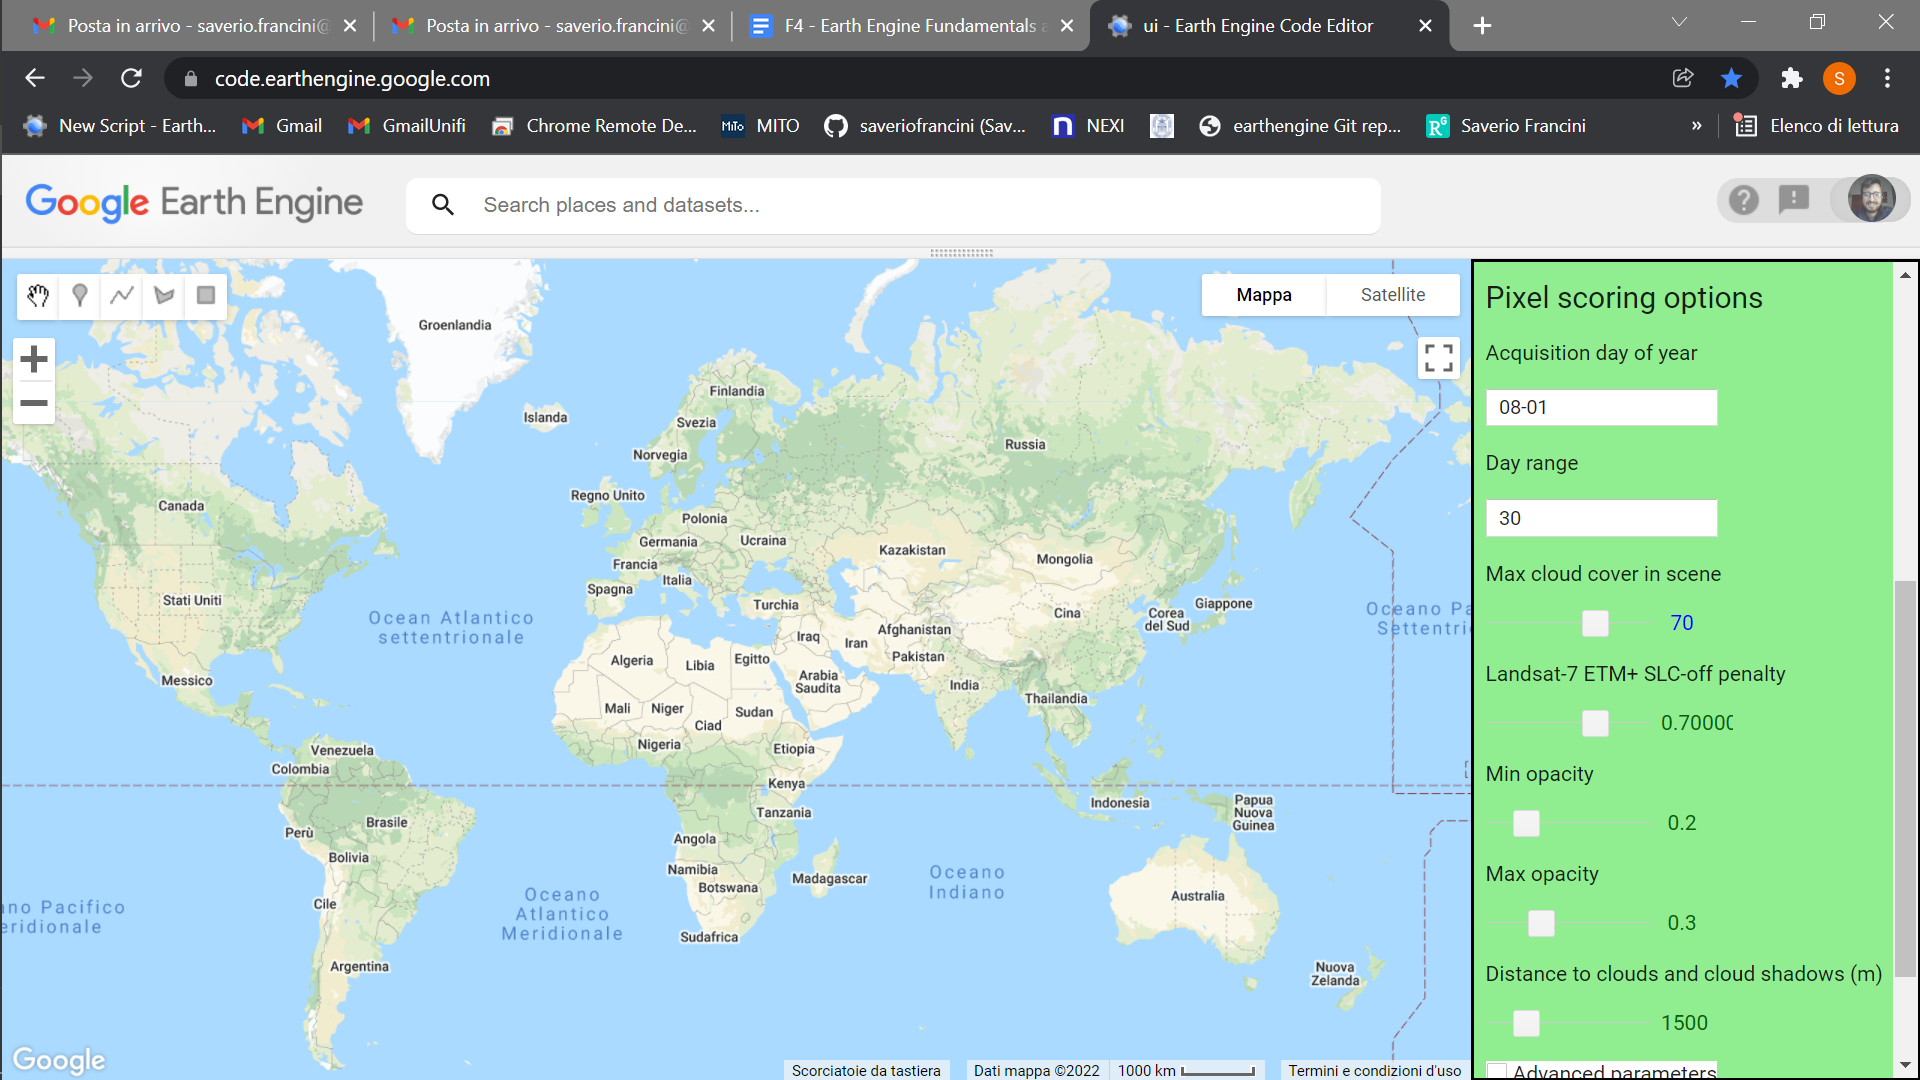 Posta in arrivo - saverio.francini@
Posta in arrivo - saverio.francini@
F4 - Earth Engine Fundamentals a
ui - Earth Engine Code Editor
code.earthengine.google.com
S
New Script - Earth...
Gmail
GmailUnifi
Chrome Remote De...
MiTo
MITO
saveriofrancini (Sav...
NEXI
earthengine Git rep...
Saverio Francini
»
Elenco di lettura
Google Earth Engine
Search places and datasets...
Mappa
Satellite
Groenlandia
Islanda
Finlandia
Svezia
Norvegia
Russia
Regno Unito
Canada
Polonia
Germania
Ucraina
Francia
Kazakistan
Mongolia
Italia
Spagna
Stati Uniti
Turchia
Cina
Corea
del Sud
Giappone
Ocean Atlantico
settentrionale
Oceano Pa
Settentri
Iraq
Iran
Afghanistan
Pakistan
Algeria
Libia
Egitto
Arabia
Saudita
India
Messico
Thailandia
Mali
Niger
Ciad
Sudan
Nigeria
Etiopia
Venezuela
Colombia
Kenya
Tanzania
Indonesia
Papua
Nuova
Guinea
Perù
Brasile
Angola
Bolivia
Namibia
Botswana
Madagascar
Oceano
Indiano
Australia
Cile
Oceano
Atlantico
Meridionale
no Pacifico
eridionale
Sudafrica
Argentina
Nuova
Zelanda
Google
Scorciatoie da tastiera
Dati mappa ©2022
1000 km
Termini e condizioni d'uso
Pixel scoring options
Acquisition day of year
08-01
Day range
30
Max cloud cover in scene
70
Landsat-7 ETM+ SLC-off penalty
0.70000
Min opacity
0.2
Max opacity
0.3
Distance to clouds and cloud shadows (m)
1500
Advanced parameters